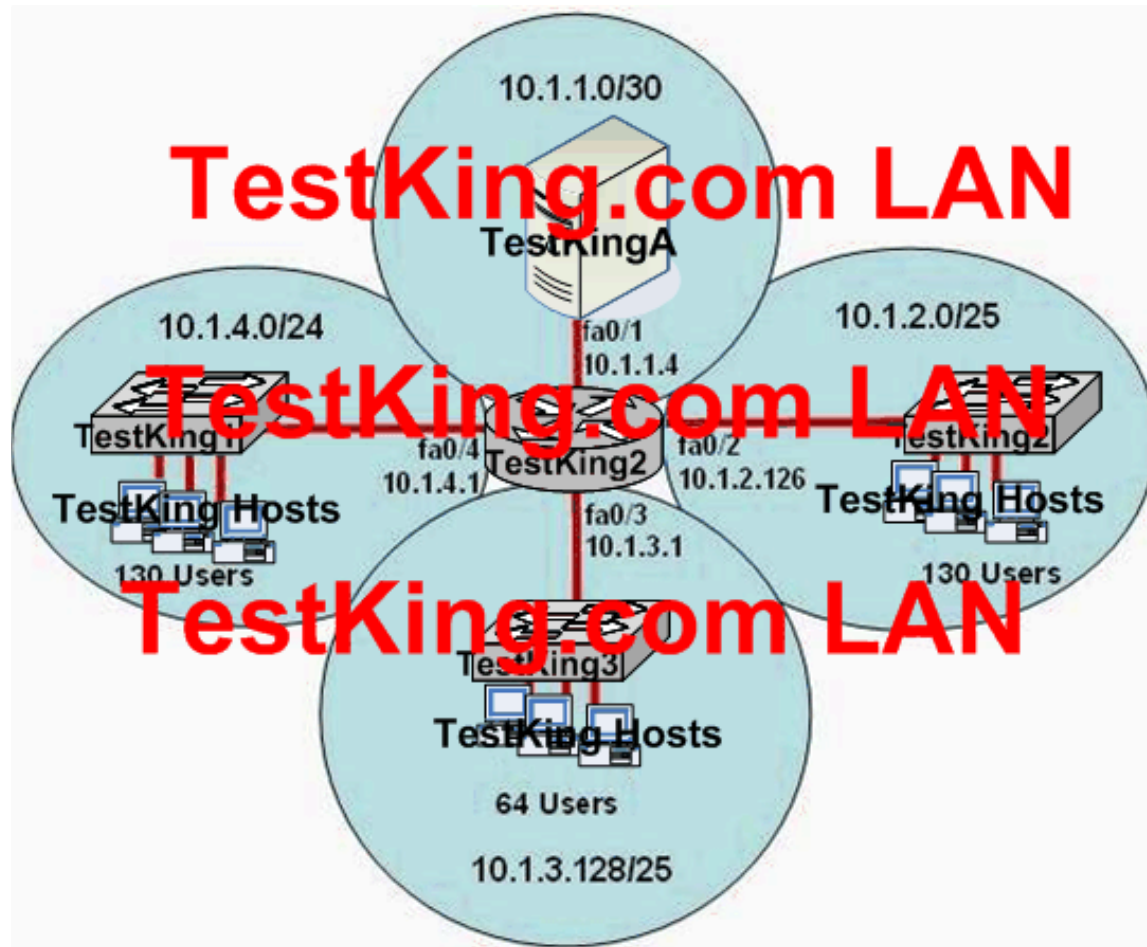 10.1.1.0/30
TestKing.com LAN
TestKingA
10.1.4.0/24
10.1.2.0/25
fa0/1
10.1.1.4
TestKing.com LAN
TestKing1
TestKing2
TestKing2
fa0/4
10.1.4.1
fa0/2
10.1.2.126
TestKing Hosts
TestKing Hosts
fa0/3
10.1.3.1
130 Users
130 Users
TestKing.com LAN
TestKing3
TestKing Hosts
64 Users
10.1.3.128/25